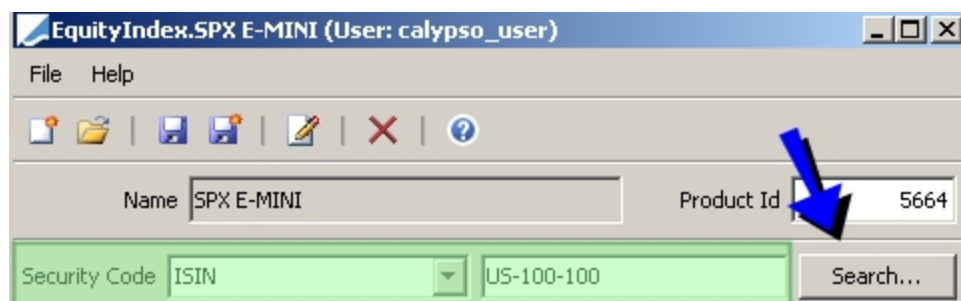 EquityIndex.SPX E-MINI (User: calypso_user)
File Help
Name SPX E-MINI Product Id 5664
Security Code ISIN US-100-100 Search...